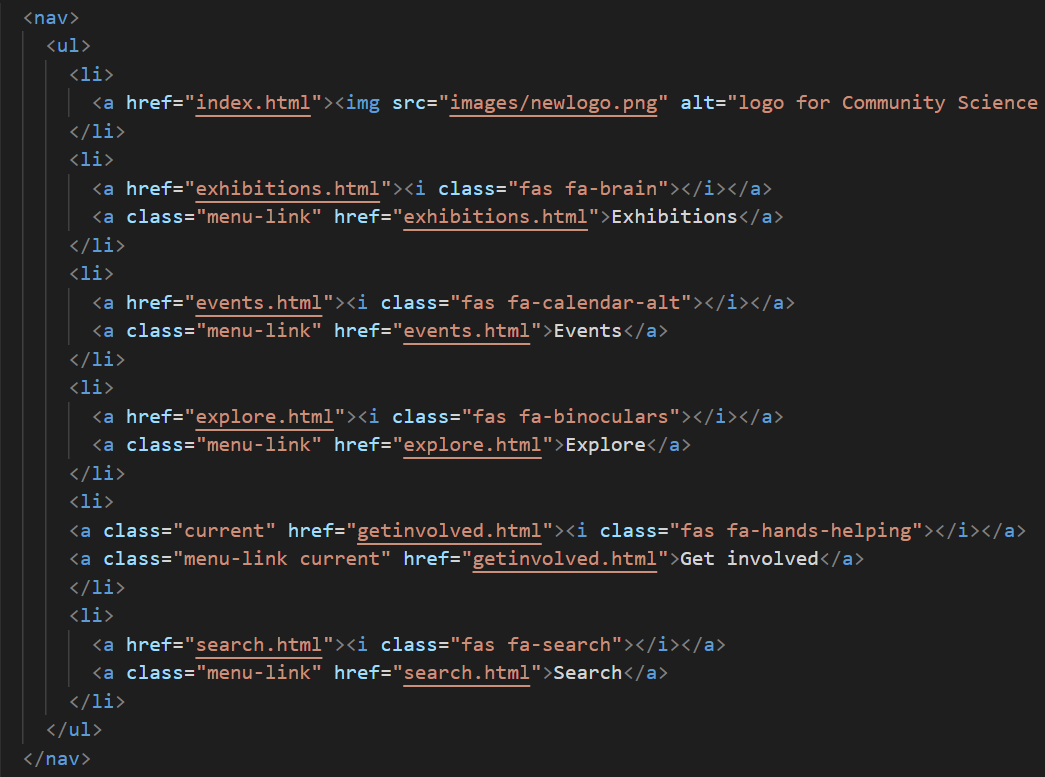 <nav>
<ul>
<li>
<a href="index.html"><img src="images/newlogo.png" alt="logo for Community Science
</li>
<li>
<a href="exhibitions.html"><i class="fas fa-brain"></i></a>
<a class="menu-link" href="exhibitions.html">Exhibitions</a>
</li>
<li>
<a href="events.html"><i class="fas fa-calendar-alt"></i></a>
<a class="menu-link" href="events.html">Events</a>
</li>
<li>
<a href="explore.html"><i class="fas fa-binoculars"></i></a>
<a class="menu-link" href="explore.html">Explore</a>
</li>
<li>
<a class="current" href="getinvolved.html"><i class="fas fa-hands-helping"></i></a>
<a class="menu-link current" href="getinvolved.html">Get involved</a>
</li>
<li>
<a href="search.html"><i class="fas fa-search"></i></a>
<a class="menu-link" href="search.html">Search</a>
</li>
</ul>
</nav>